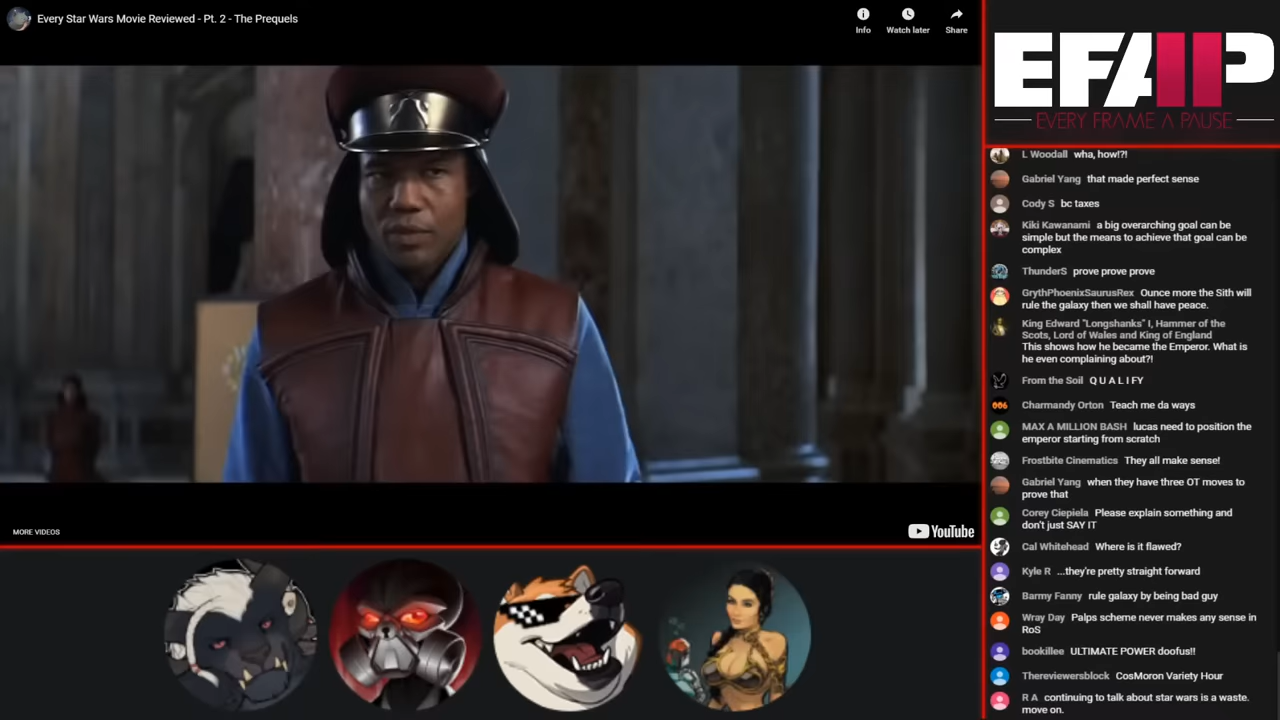 Every Star Wars Movie Reviewed - Pt. 2 - The Prequels
Info
Watch later
Share
MORE VIDEOS
YouTube
EFAP
EVERY FRAME A PAUSE
L Woodall wha, how!?!
Gabriel Yang that made perfect sense
Cody S bc taxes
Kiki Kawanami a big overarching goal can be
simple but the means to achieve that goal can be
complex
ThunderS prove prove prove
GrythPhoenixSaurusRex Ounce more the Sith will
rule the galaxy then we shall have peace.
King Edward "Longshanks" I, Hammer of the
Scots, Lord of Wales and King of England
This shows how he became the Emperor. What is
he even complaining about?!
From the Soil Q U A L I F Y
Charmandy Orton Teach me da ways
MAX A MILLION BASH lucas need to position the
emperor starting from scratch
Frostbite Cinematics They all make sense!
Gabriel Yang when they have three OT moves to
prove that
Corey Ciepiela Please explain something and
don't just SAY IT
Cal Whitehead Where is it flawed?
Kyle R ...they're pretty straight forward
Barmy Fanny rule galaxy by being bad guy
Wray Day Palps scheme never makes any sense in
RoS
bookillee ULTIMATE POWER doofus!!
Thereviewersblock CosMoron Variety Hour
R A continuing to talk about star wars is a waste.
move on.